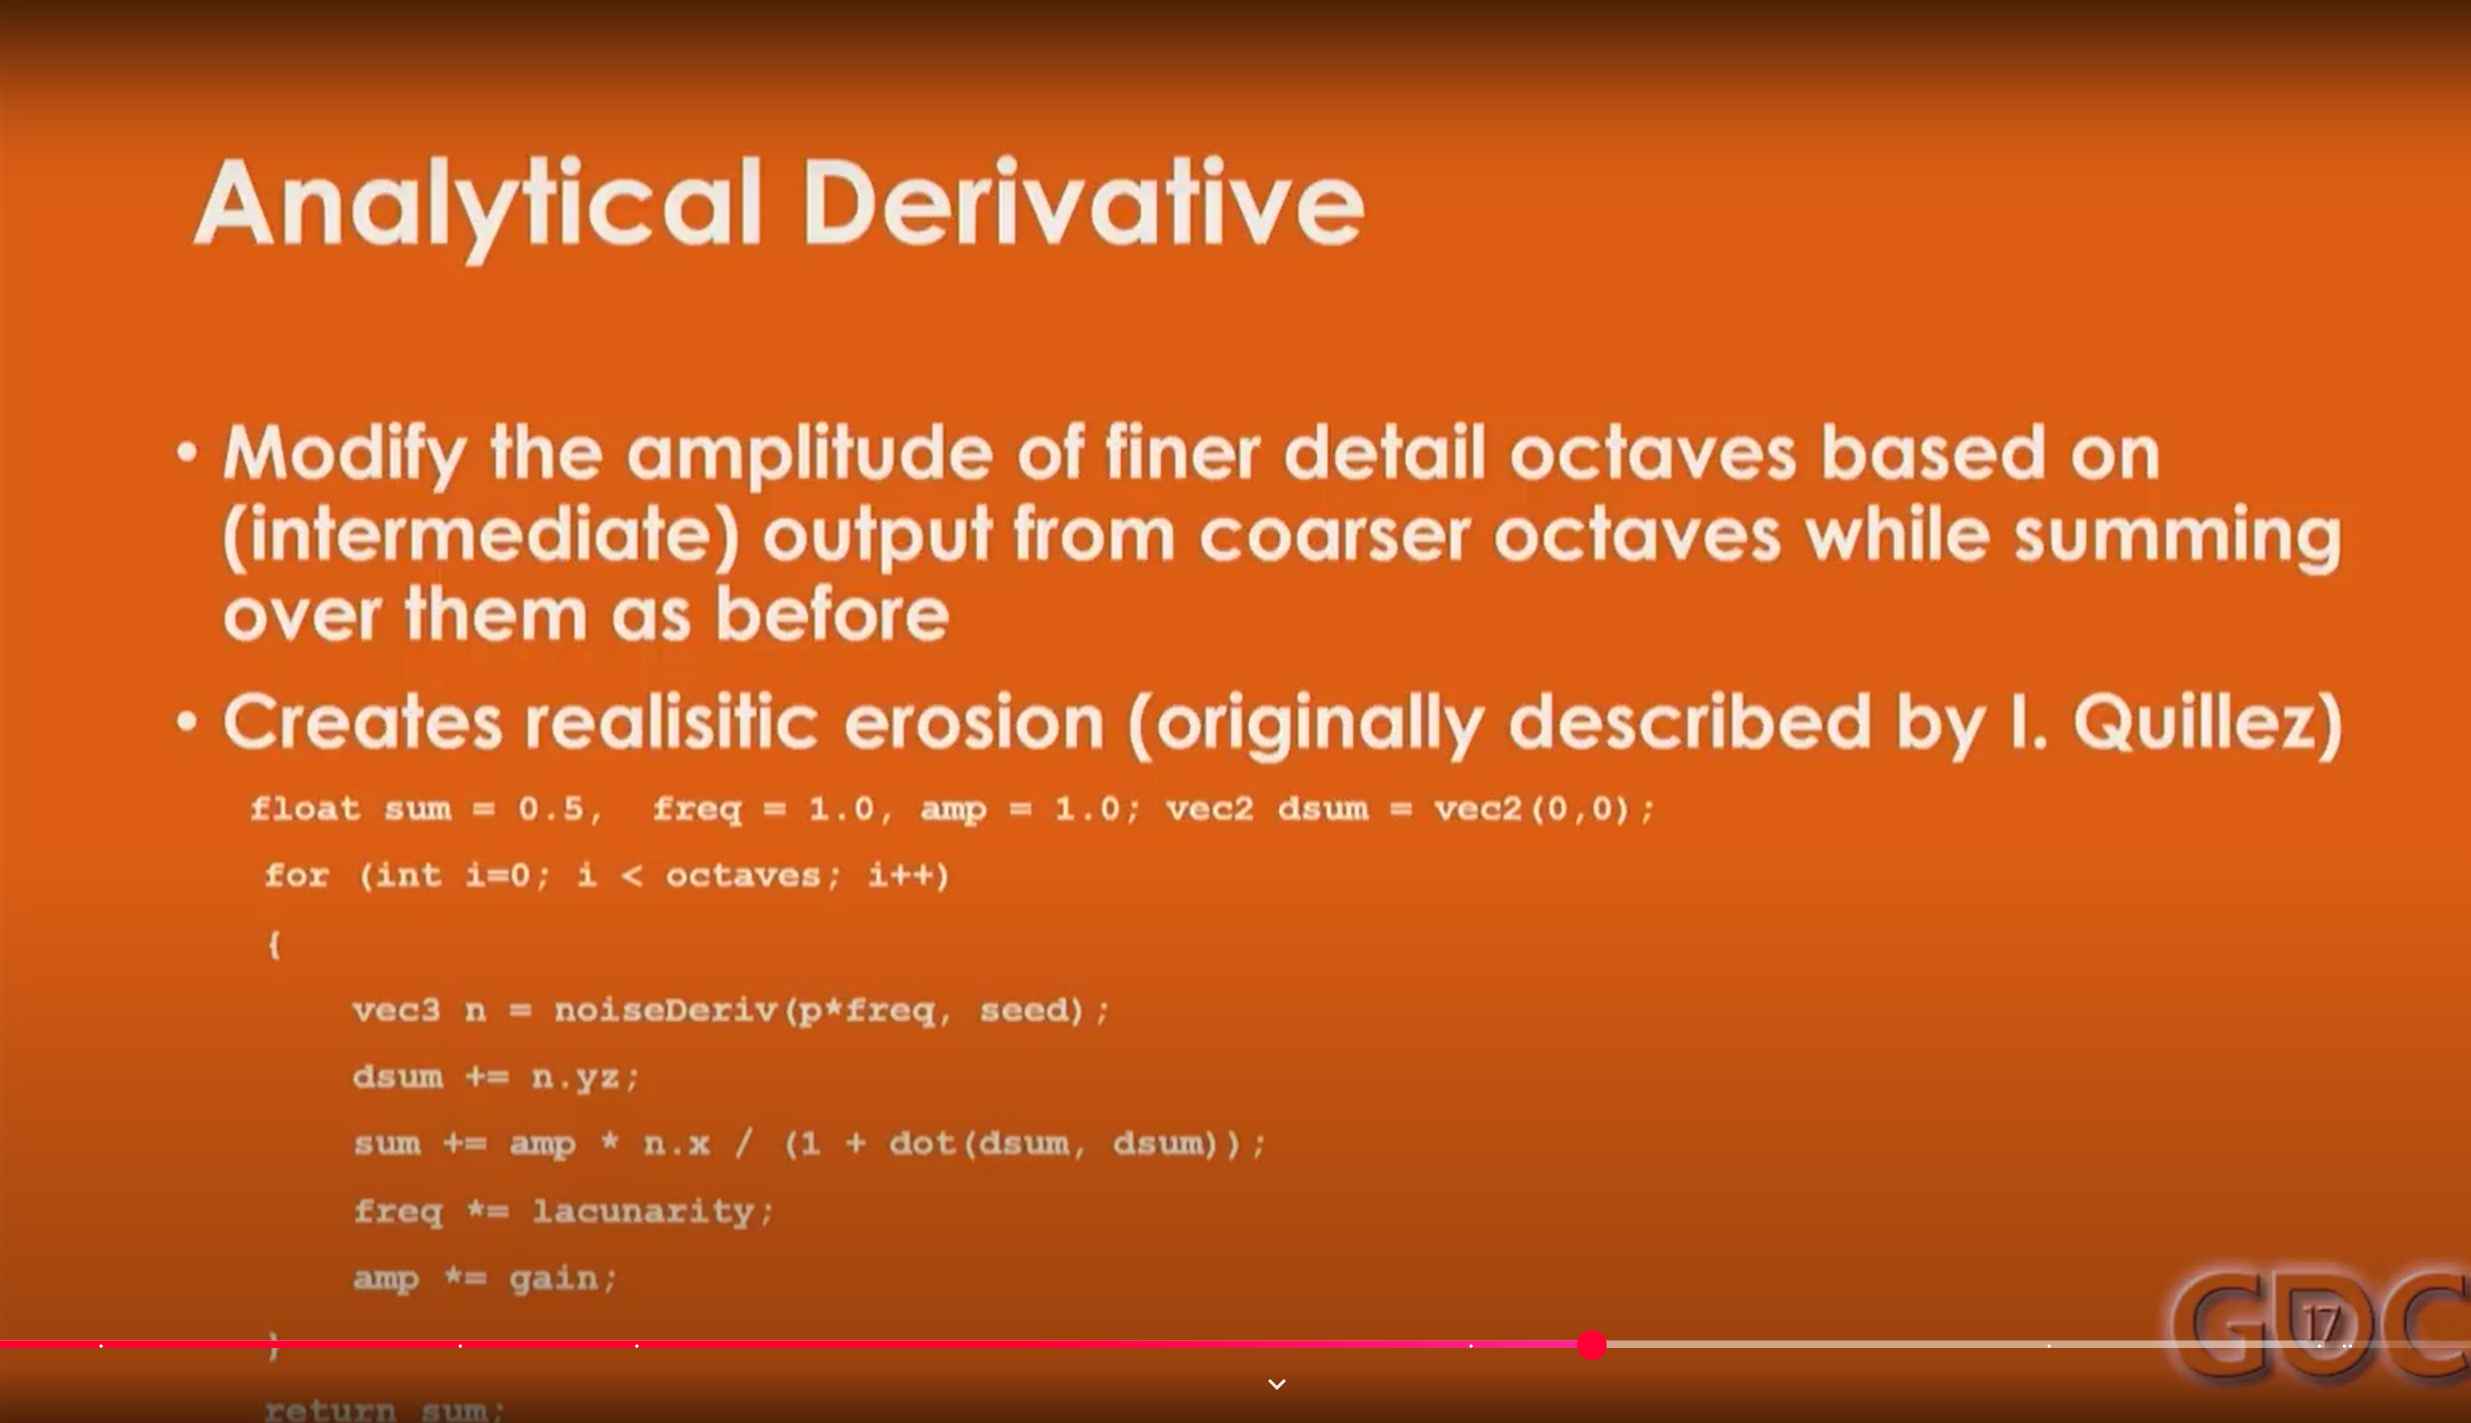 Analytical Derivative
• Modify the amplitude of finer detail octaves based on
(intermediate) output from coarser octaves while summing
over them as before
• Creates realisitic erosion (originally described by I. Quillez)
float sum = 0.5, freq = 1.0, amp = 1.0; vec2 dsum = vec2(0,0);
for (int i=0; i < octaves; i++)
{
vec3 n = noiseDeriv(p*freq, seed);
dsum += n.yz;
sum += amp * n.x / (1 + dot(dsum, dsum));
freq *= lacunarity;
amp *= gain;
}
return sum;
GDC
17